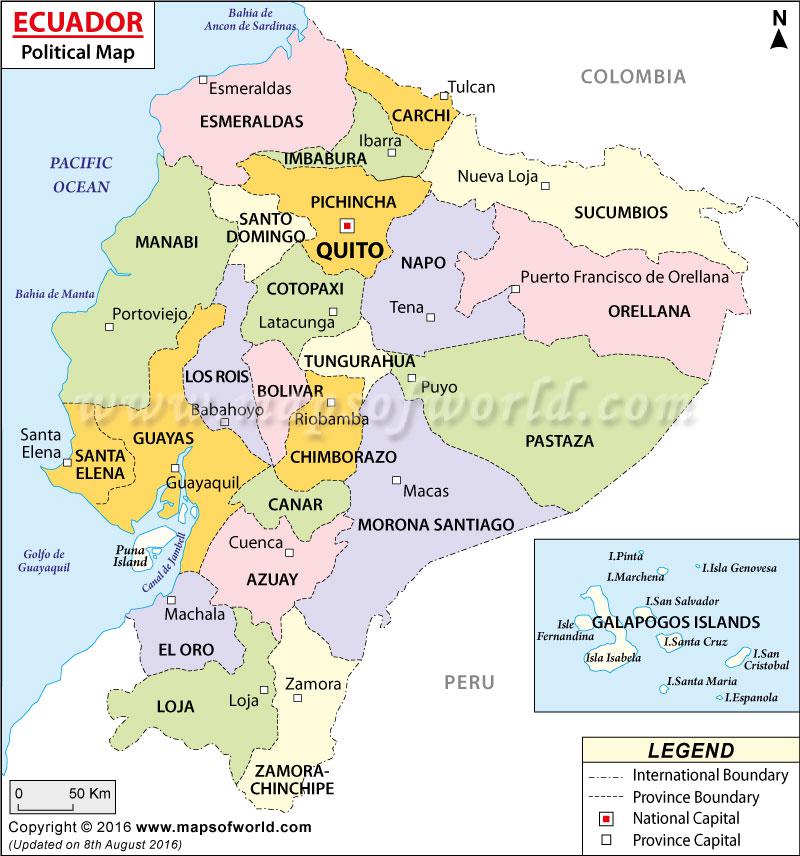 ECUADOR
Political Map
Bahia de
Ancon de Sardinas
N
COLOMBIA
Tulcan
Esmeraldas
ESMERALDAS
CARCHI
Ibarra
IMBABURA
PACIFIC
OCEAN
Nueva Loja
PICHINCHA
SUCUMBIOS
SANTO
DOMINGO
MANABI
QUITO
NAPO
Puerto Francisco de Orellana
COTOPAXI
Bahia de Manta
ORELLANA
Tena
Portoviejo
Latacunga
TUNGURAHUA
LOS ROIS
BOLIVAR
Puyo
www.mapsofworld.com
Babahoyo
Riobamba
Santa
Elena
GUAYAS
PASTAZA
SANTA
ELENA
CHIMBORAZO
Guayaquil
Macas
CANAR
MORONA SANTIAGO
Golfo de
Guayaquil
Puna
Island
Canal de Jambeli
Cuenca
AZUAY
Machala
EL ORO
I.Pinta
I.Marchena
I.Isla Genovesa
I.San Salvador
Isle
Fernandina
GALAPOGOS ISLANDS
I.Santa Cruz
Isla Isabela
I.San
Cristobal
I.Santa Maria
I.Espanola
PERU
Zamora
Loja
LOJA
ZAMORA-
CHINCHIPE
LEGEND
International Boundary
Province Boundary
National Capital
Province Capital
0 50 Km
Copyright © 2016 www.mapsofworld.com
(Updated on 8th August 2016)